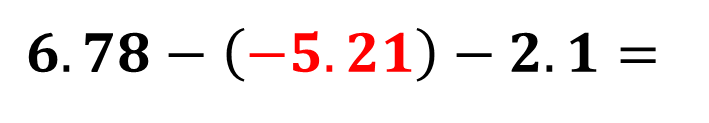 6.78 − (−5.21) − 2.1 =